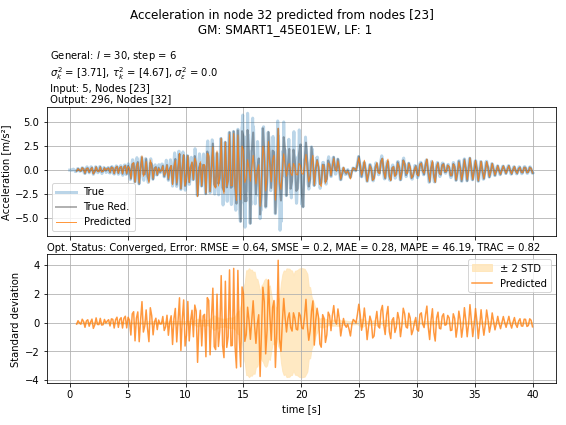 Acceleration in node 32 predicted from nodes [23]
GM: SMART1_45E01EW, LF: 1
General: l = 30, step = 6
σ²ₖ = [3.71], τ²ₖ = [4.67], σ²ε = 0.0
Input: 5, Nodes [23]
Output: 296, Nodes [32]
Acceleration [m/s²]
5.0
2.5
0.0
−2.5
−5.0
True
True Red.
Predicted
Opt. Status: Converged, Error: RMSE = 0.64, SMSE = 0.2, MAE = 0.28, MAPE = 46.19, TRAC = 0.82
Standard deviation
4
2
0
−2
−4
± 2 STD
Predicted
0 5 10 15 20 25 30 35 40
time [s]